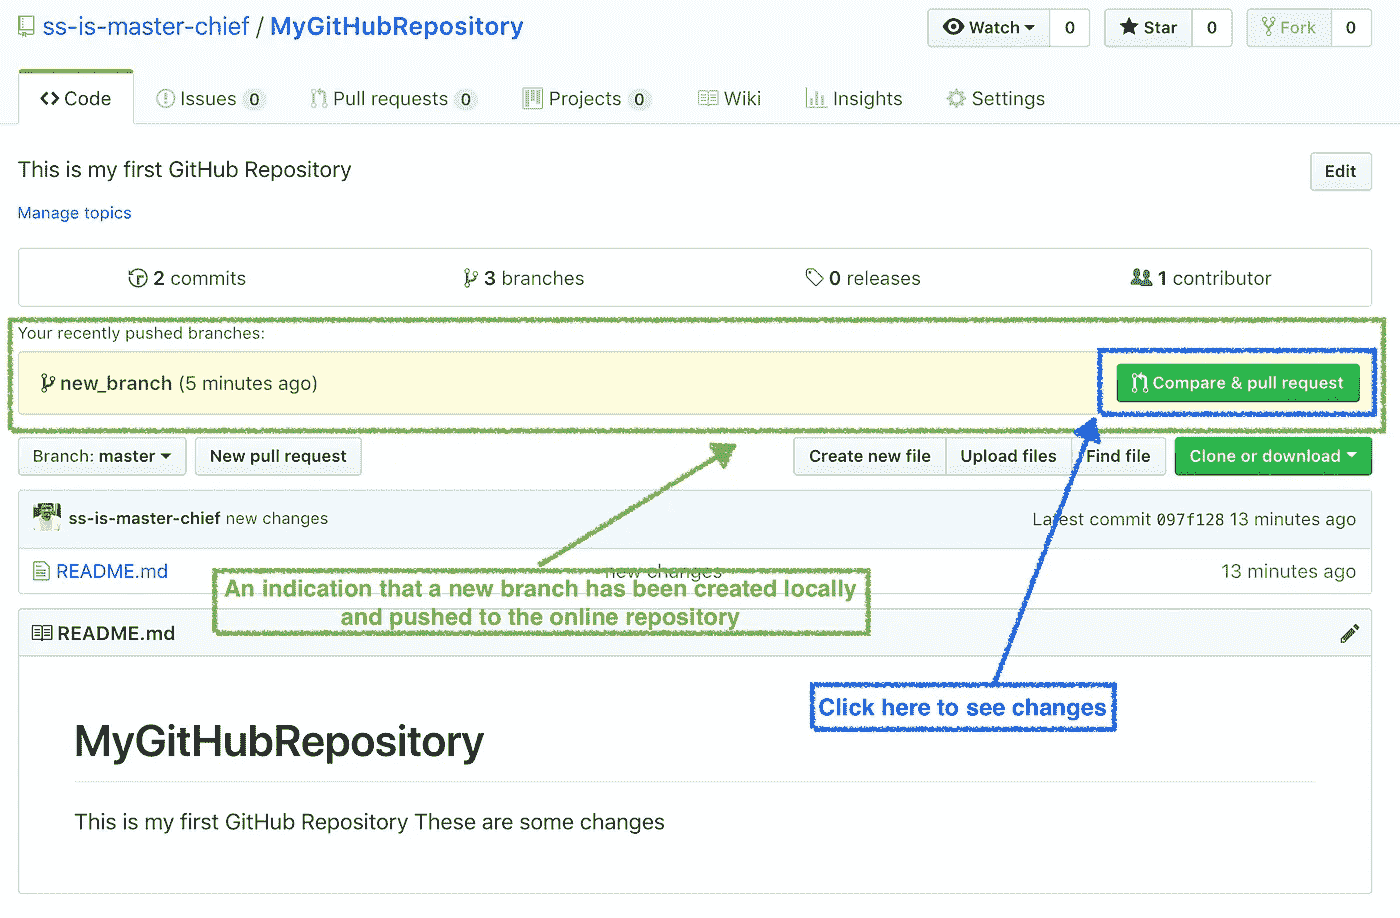 ss-is-master-chief / MyGitHubRepository
Watch 0 Star 0 Fork 0
Code Issues 0 Pull requests 0 Projects 0 Wiki Insights Settings
This is my first GitHub Repository
Edit
Manage topics
2 commits 3 branches 0 releases 1 contributor
Your recently pushed branches:
new_branch (5 minutes ago)
Compare & pull request
Branch: master New pull request Create new file Upload files Find file Clone or download
ss-is-master-chief new changes Latest commit 097f128 13 minutes ago
README.md new changes 13 minutes ago
An indication that a new branch has been created locally
and pushed to the online repository
README.md
Click here to see changes
MyGitHubRepository
This is my first GitHub Repository These are some changes